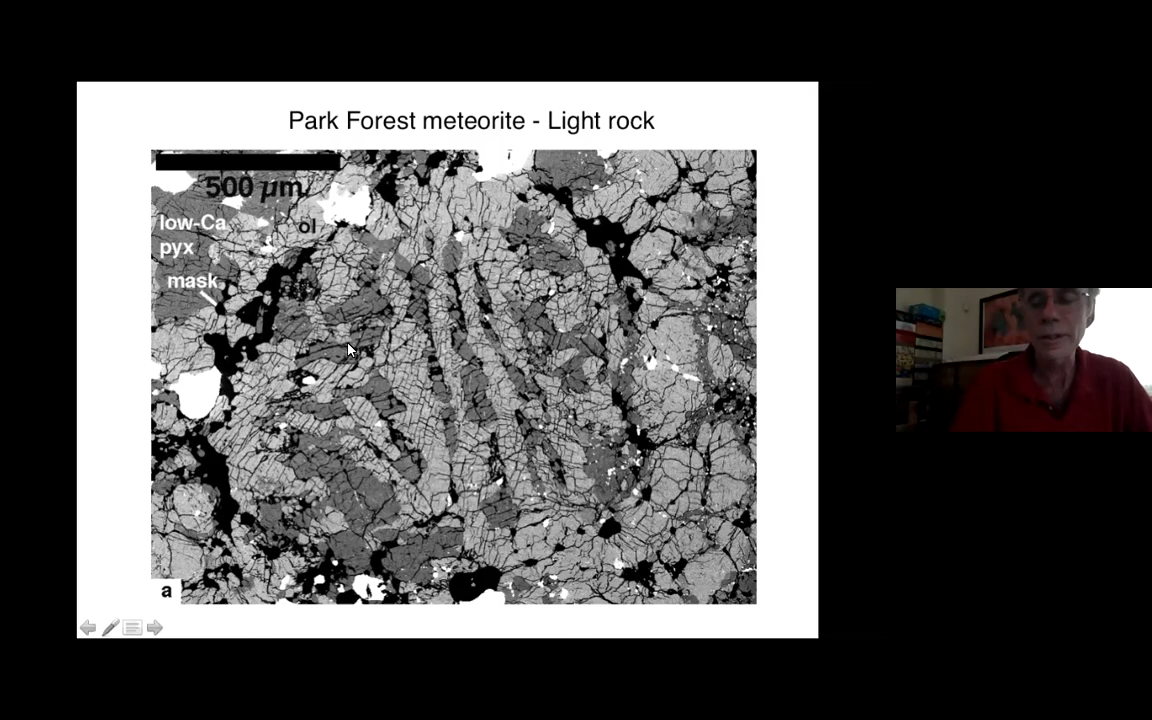 Park Forest meteorite - Light rock
500 µm
low-Ca
pyx
ol
mask
a